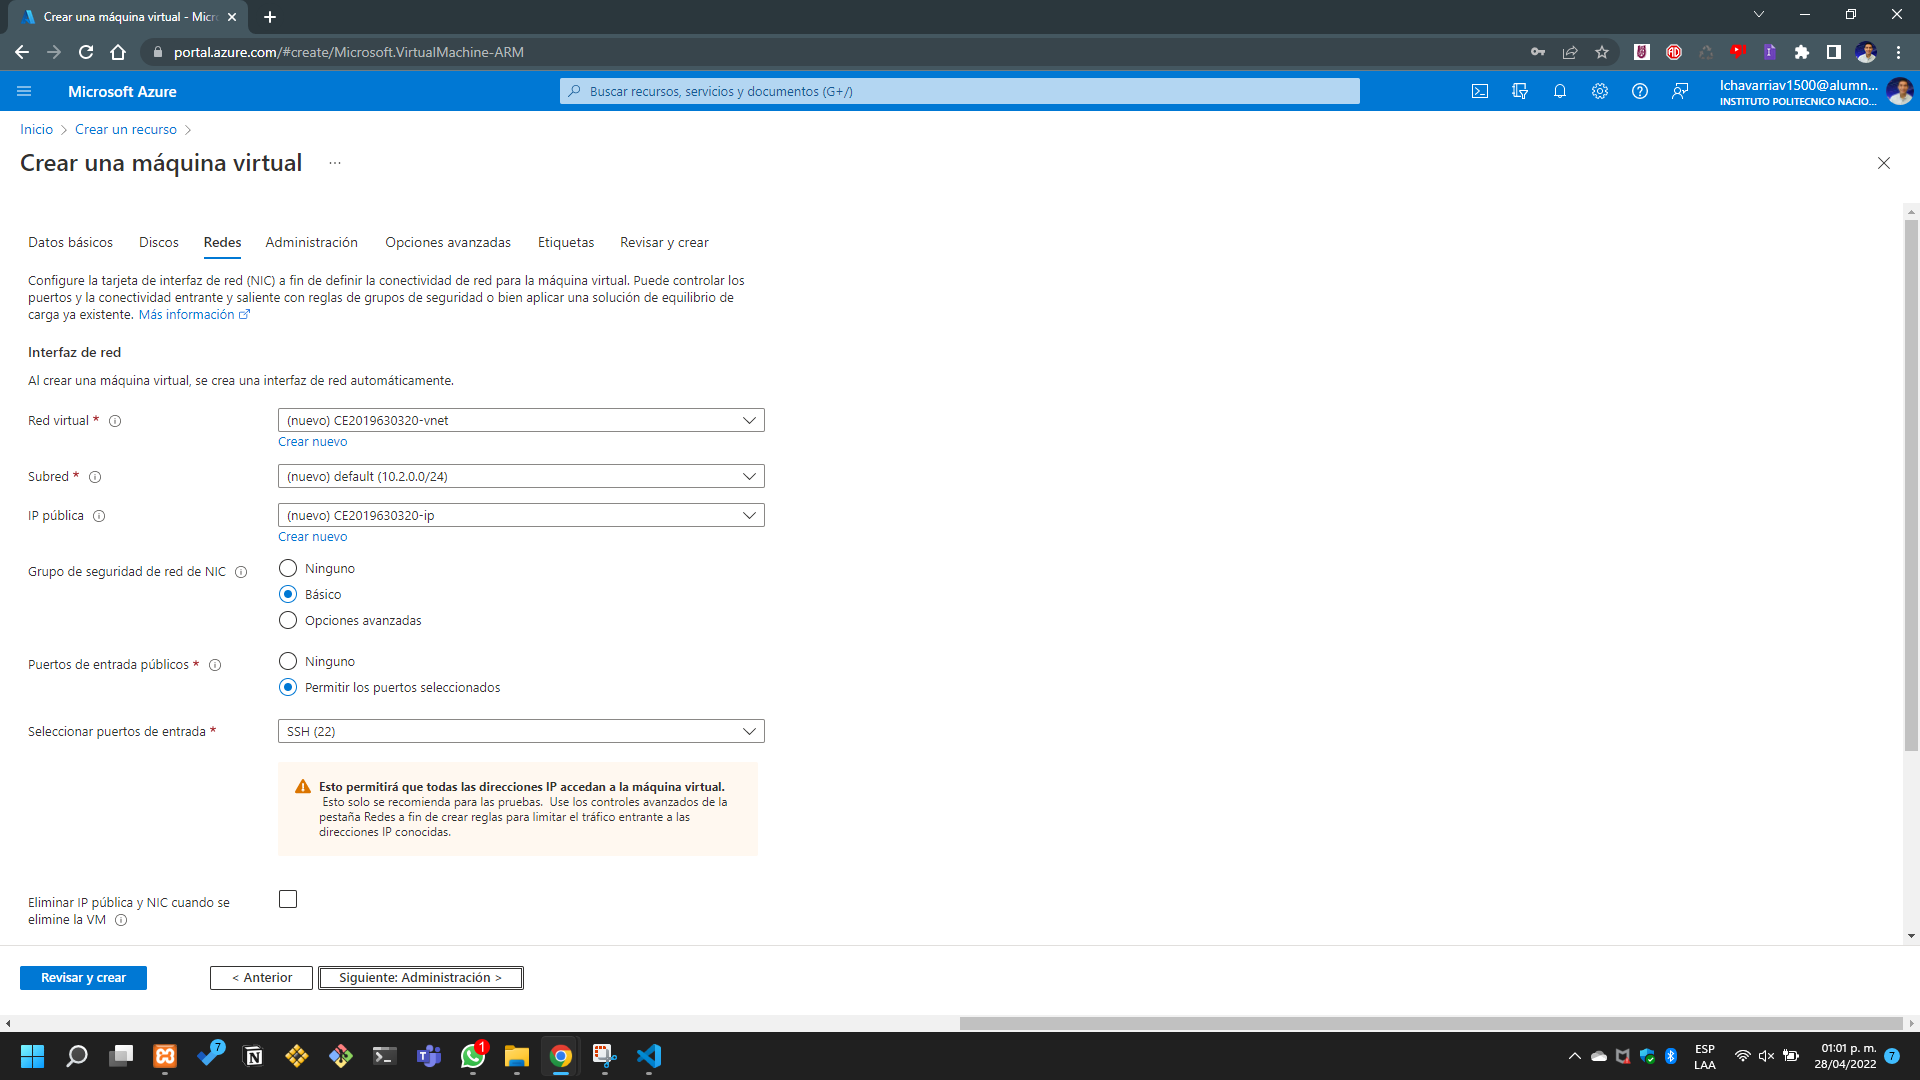 Crear una máquina virtual - Micr
portal.azure.com/#create/Microsoft.VirtualMachine-ARM
Microsoft Azure
Buscar recursos, servicios y documentos (G+/)
lchavarriav1500@alumn...
INSTITUTO POLITECNICO NACIO...
Inicio > Crear un recurso >
Crear una máquina virtual ...
Datos básicos Discos Redes Administración Opciones avanzadas Etiquetas Revisar y crear
Configure la tarjeta de interfaz de red (NIC) a fin de definir la conectividad de red para la máquina virtual. Puede controlar los
puertos y la conectividad entrante y saliente con reglas de grupos de seguridad o bien aplicar una solución de equilibrio de
carga ya existente. Más información
Interfaz de red
Al crear una máquina virtual, se crea una interfaz de red automáticamente.
Red virtual * (nuevo) CE2019630320-vnet
Crear nuevo
Subred * (nuevo) default (10.2.0.0/24)
IP pública (nuevo) CE2019630320-ip
Crear nuevo
Grupo de seguridad de red de NIC
Ninguno
Básico
Opciones avanzadas
Puertos de entrada públicos *
Ninguno
Permitir los puertos seleccionados
Seleccionar puertos de entrada * SSH (22)
Esto permitirá que todas las direcciones IP accedan a la máquina virtual.
Esto solo se recomienda para las pruebas. Use los controles avanzados de la
pestaña Redes a fin de crear reglas para limitar el tráfico entrante a las
direcciones IP conocidas.
Eliminar IP pública y NIC cuando se
elimine la VM
Revisar y crear < Anterior Siguiente: Administración >
7
1
ESP
LAA
01:01 p. m.
28/04/2022
7